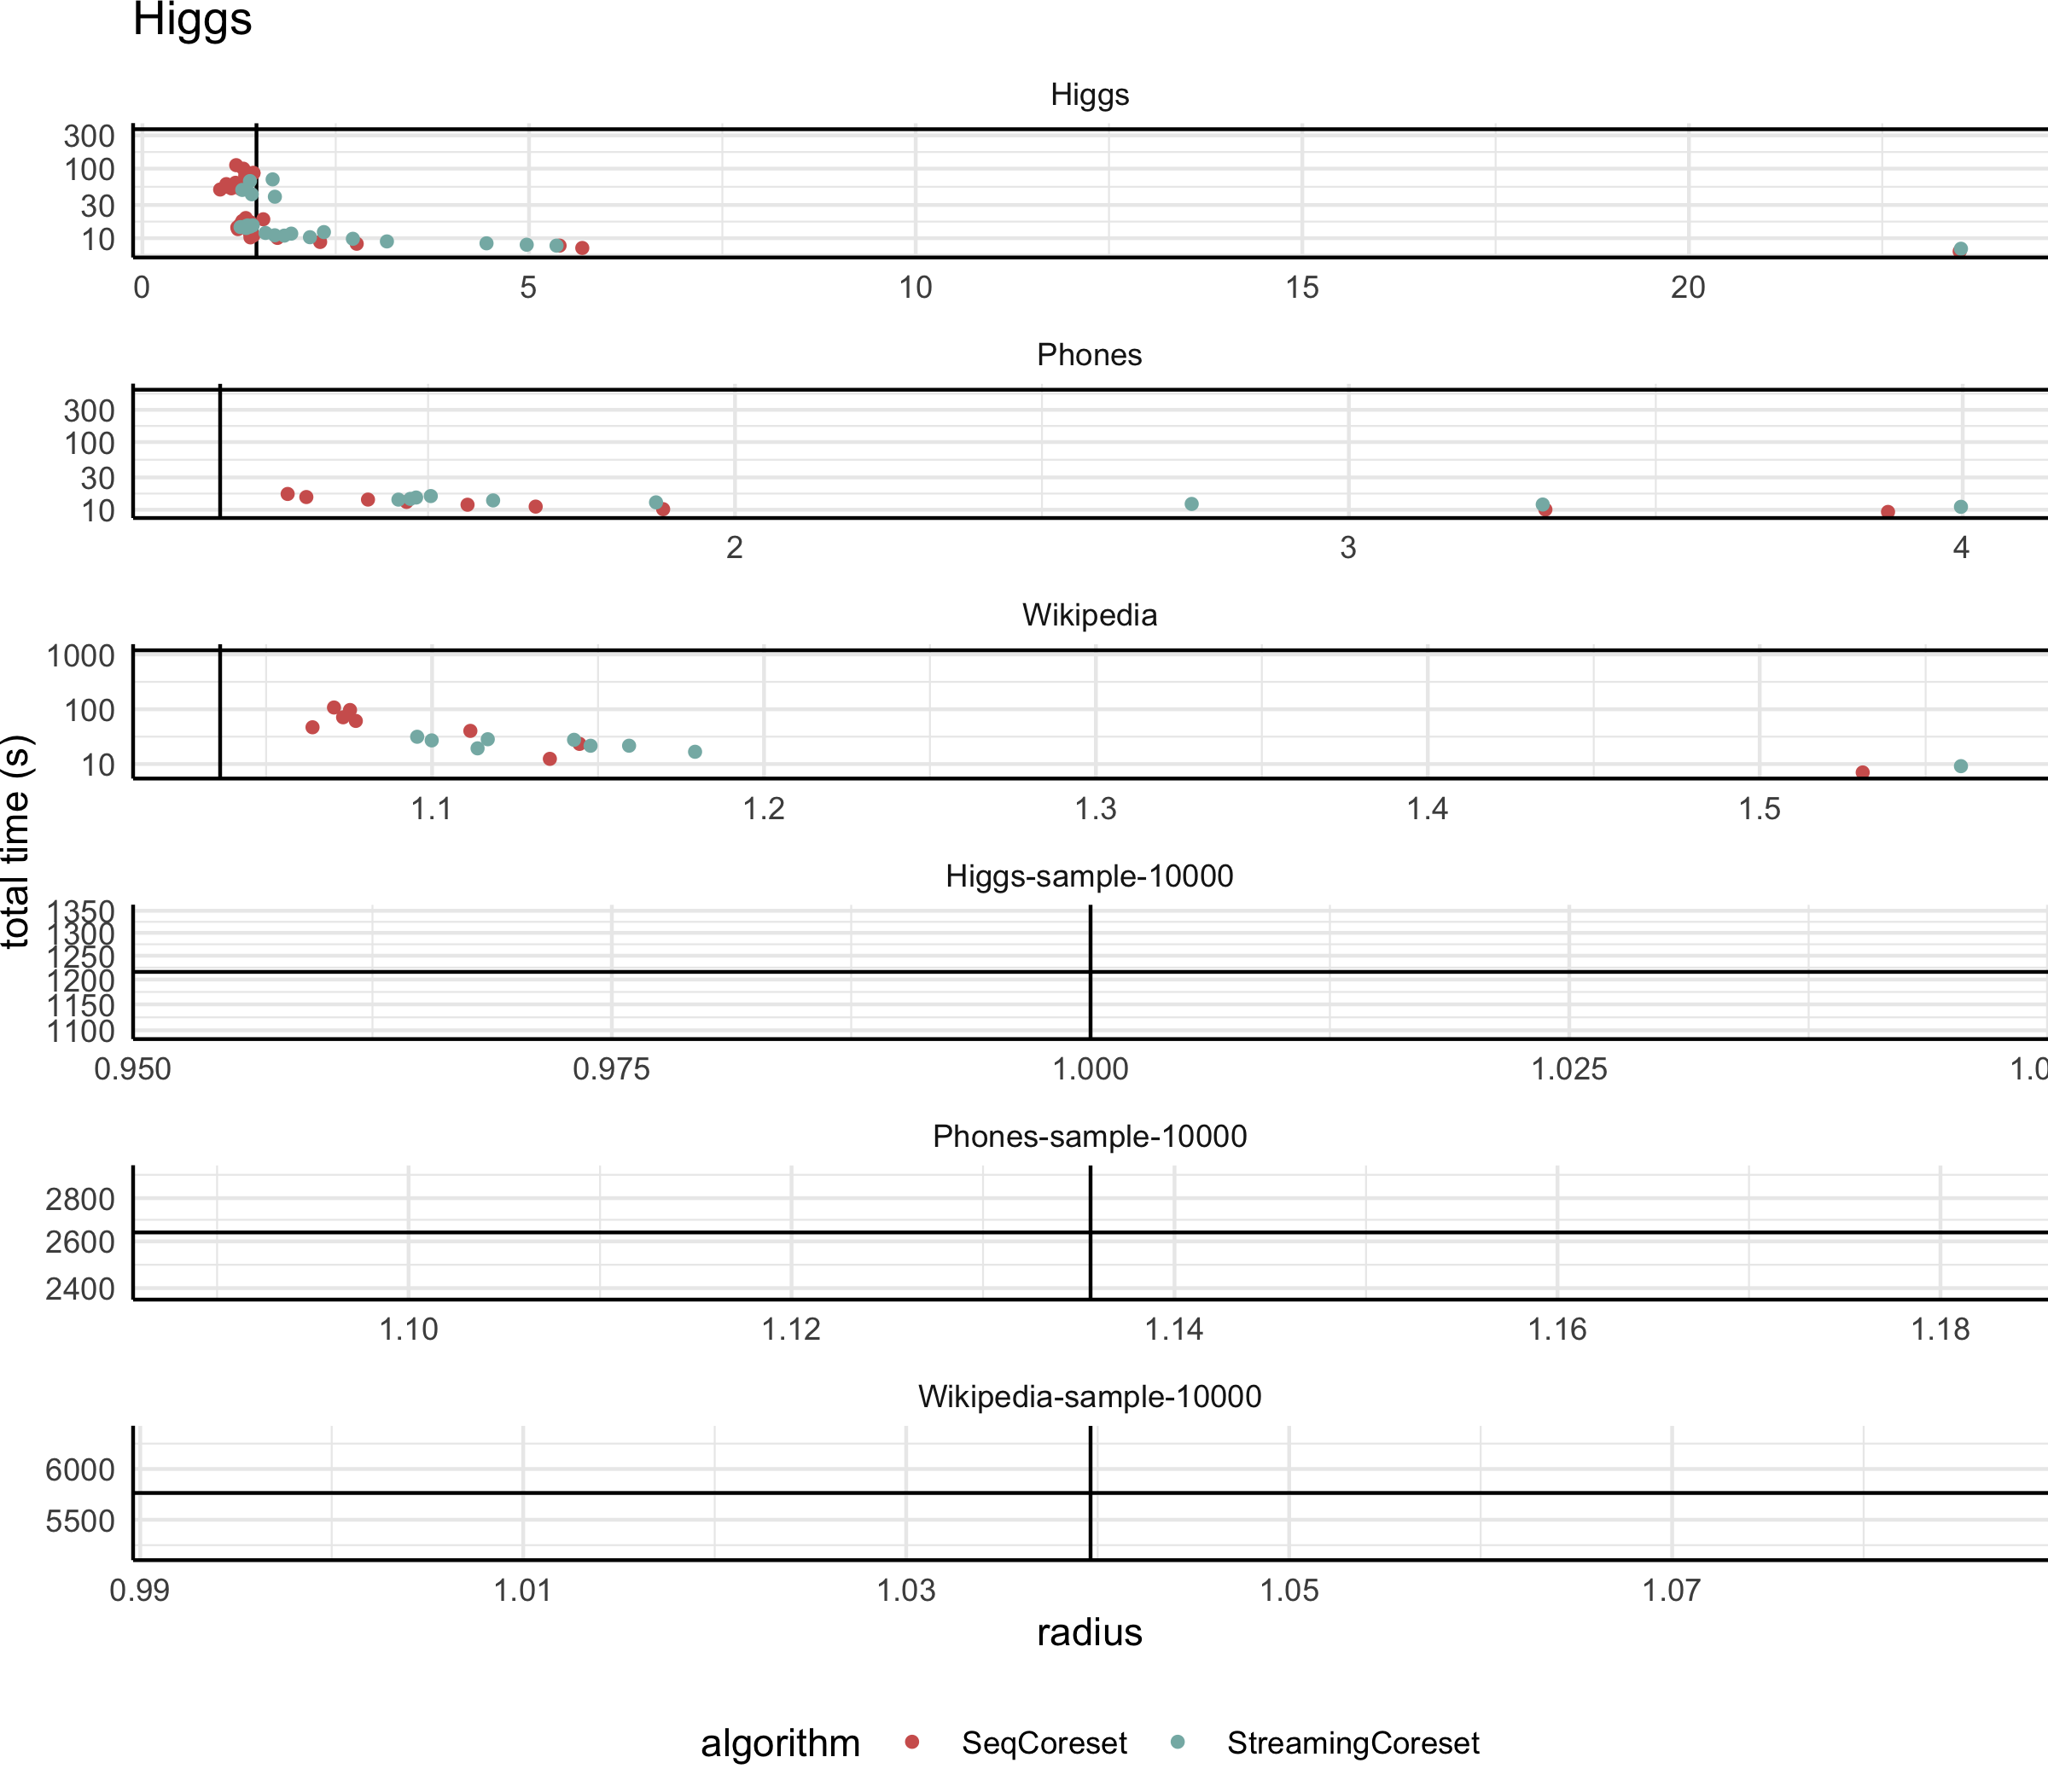 Higgs
Higgs
300
100
30
10
0 5 10 15 20
Phones
300
100
30
10
2 3 4
Wikipedia
1000
100
10
1.1 1.2 1.3 1.4 1.5
total time (s)
Higgs-sample-10000
1350
1300
1250
1200
1150
1100
0.950 0.975 1.000 1.025 1.0
Phones-sample-10000
2800
2600
2400
1.10 1.12 1.14 1.16 1.18
Wikipedia-sample-10000
6000
5500
0.99 1.01 1.03 1.05 1.07
radius
algorithm SeqCoreset StreamingCoreset